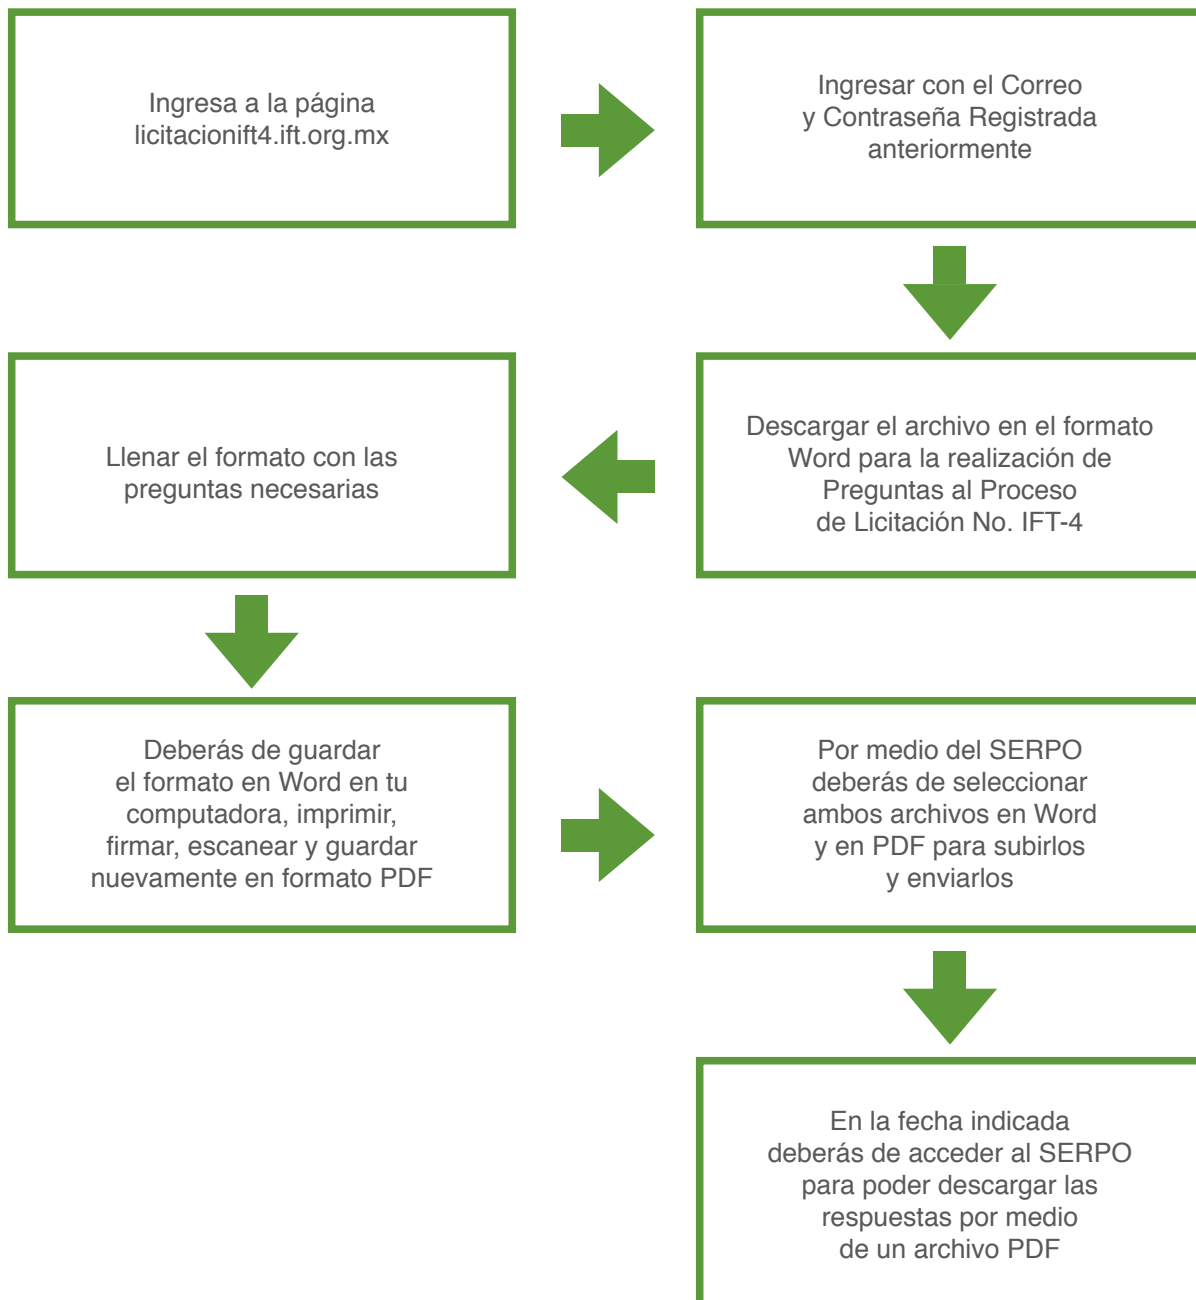 Ingresa a la página
licitacionift4.ift.org.mx
Ingresar con el Correo
y Contraseña Registrada
anteriormente
Descargar el archivo en el formato
Word para la realización de
Preguntas al Proceso
de Licitación No. IFT-4
Llenar el formato con las
preguntas necesarias
Deberás de guardar
el formato en Word en tu
computadora, imprimir,
firmar, escanear y guardar
nuevamente en formato PDF
Por medio del SERPO
deberás de seleccionar
ambos archivos en Word
y en PDF para subirlos
y enviarlos
En la fecha indicada
deberás de acceder al SERPO
para poder descargar las
respuestas por medio
de un archivo PDF